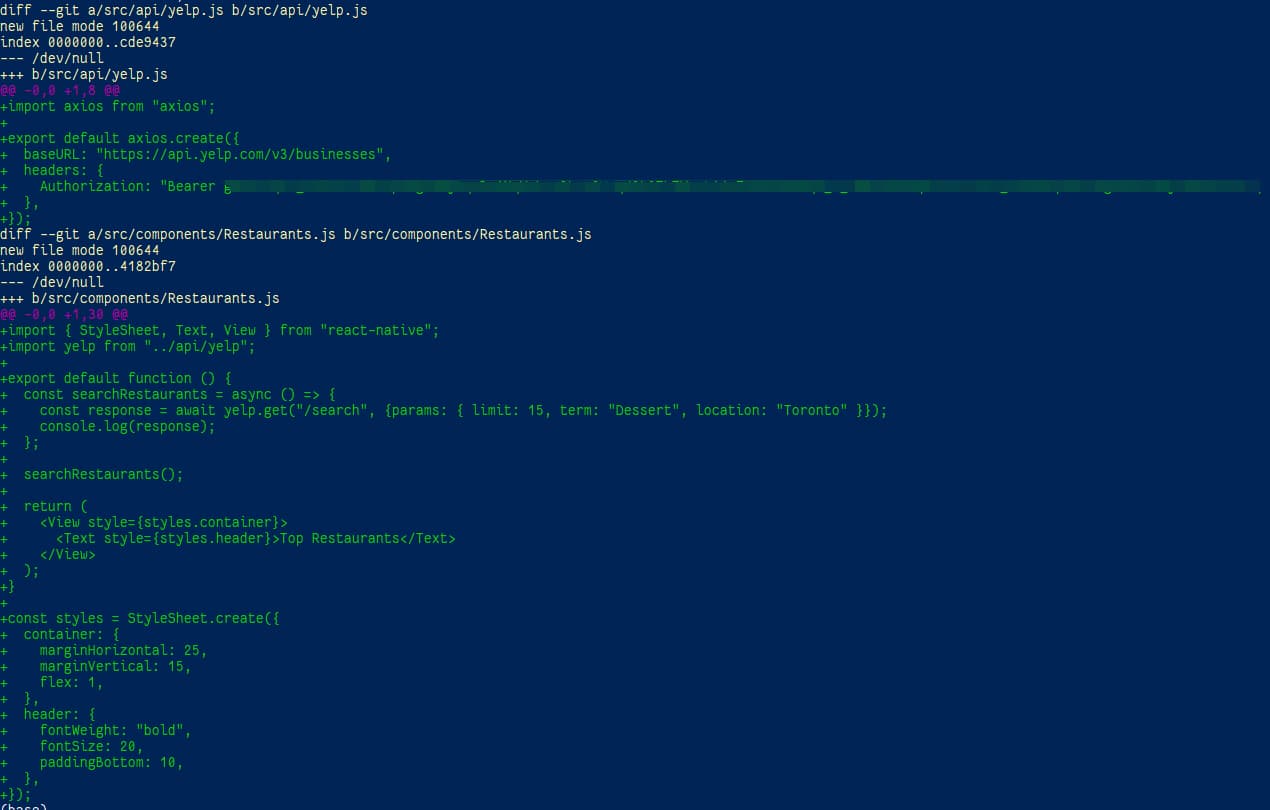 diff --git a/src/api/yelp.js b/src/api/yelp.js
new file mode 100644
index 0000000..cde9437
--- /dev/null
+++ b/src/api/yelp.js
@@ -0,0 +1,8 @@
+import axios from "axios";
+
+export default axios.create({
+  baseURL: "https://api.yelp.com/v3/businesses",
+  headers: {
+    Authorization: "Bearer
+  },
+});
diff --git a/src/components/Restaurants.js b/src/components/Restaurants.js
new file mode 100644
index 0000000..4182bf7
--- /dev/null
+++ b/src/components/Restaurants.js
@@ -0,0 +1,30 @@
+import { StyleSheet, Text, View } from "react-native";
+import yelp from "../api/yelp";
+
+export default function () {
+  const searchRestaurants = async () => {
+    const response = await yelp.get("/search", {params: { limit: 15, term: "Dessert", location: "Toronto" }});
+    console.log(response);
+  };
+
+  searchRestaurants();
+
+  return (
+    <View style={styles.container}>
+      <Text style={styles.header}>Top Restaurants</Text>
+    </View>
+  );
+}
+
+const styles = StyleSheet.create({
+  container: {
+    marginHorizontal: 25,
+    marginVertical: 15,
+    flex: 1,
+  },
+  header: {
+    fontWeight: "bold",
+    fontSize: 20,
+    paddingBottom: 10,
+  },
+});
(base)